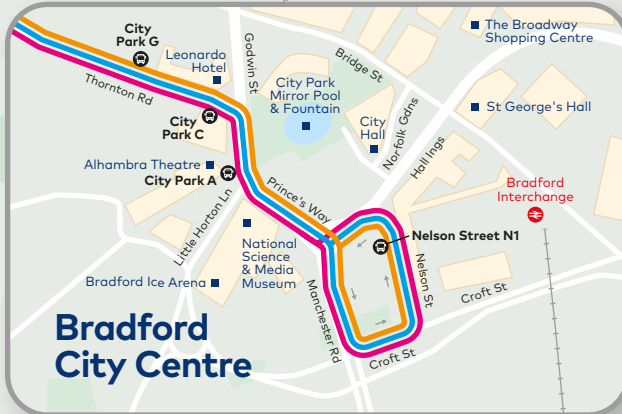 City
Park G
Leonardo
Hotel
Godwin St
The Broadway
Shopping Centre
Bridge St
Thornton Rd
City Park
Mirror Pool
& Fountain
City
Park C
City
Hall
Norfolk Gdns
St George's Hall
Hall Ings
Alhambra Theatre
City Park A
Prince's Way
Bradford
Interchange
Little Horton Ln
National
Science
& Media
Museum
Nelson Street N1
Bradford Ice Arena
Manchester Rd
Nelson St
Croft St
Croft St
Bradford
City Centre